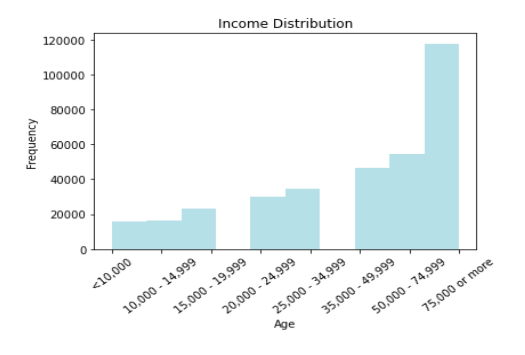 Income Distribution
120000
100000
80000
60000
40000
20000
0
Frequency
<10,000
10,000 - 14,999
15,000 - 19,999
20,000 - 24,999
25,000 - 34,999
35,000 - 49,999
50,000 - 74,999
75,000 or more
Age